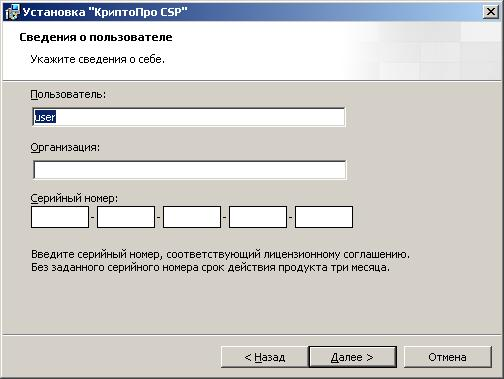 Установка "КриптоПро CSP"
Сведения о пользователе
Укажите сведения о себе.
Пользователь:
user
Организация:
Серийный номер:
- - - -
Введите серийный номер, соответствующий лицензионному соглашению.
Без заданного серийного номера срок действия продукта три месяца.
< Назад Далее > Отмена